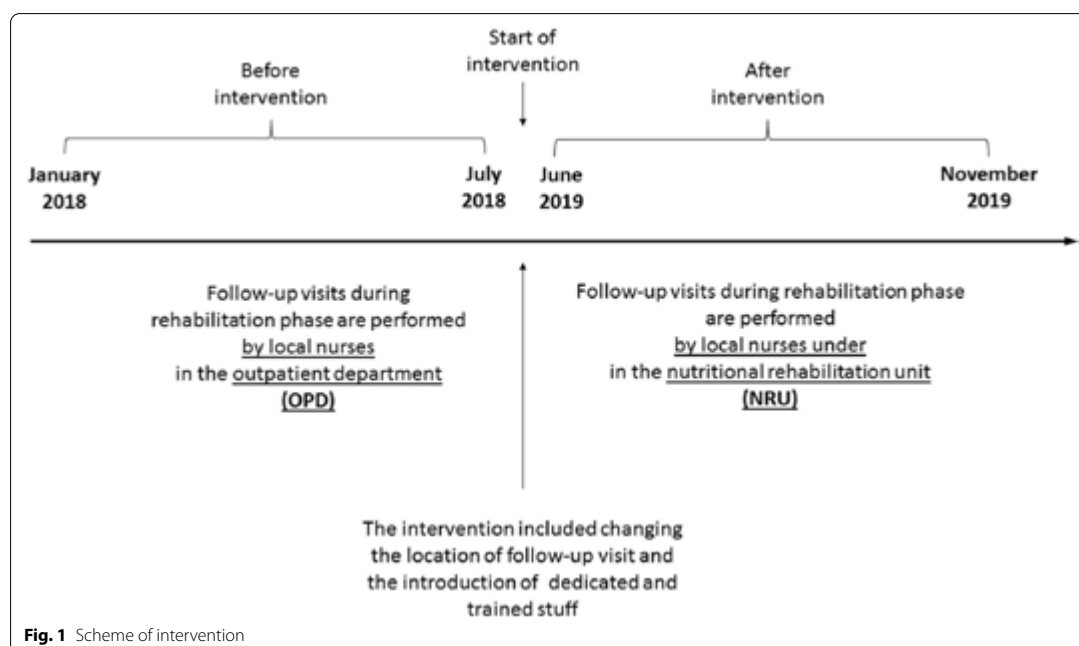 Start of
intervention
Before
intervention
After
intervention
January
2018
July
2018
June
2019
November
2019
Follow-up visits during
rehabilitation phase are performed
by local nurses
in the outpatient department
(OPD)
Follow-up visits during rehabilitation phase
are performed
by local nurses under
in the nutritional rehabilitation unit
(NRU)
The intervention included changing
the location of follow-up visit and
the introduction of dedicated and
trained stuff
Fig. 1 Scheme of intervention